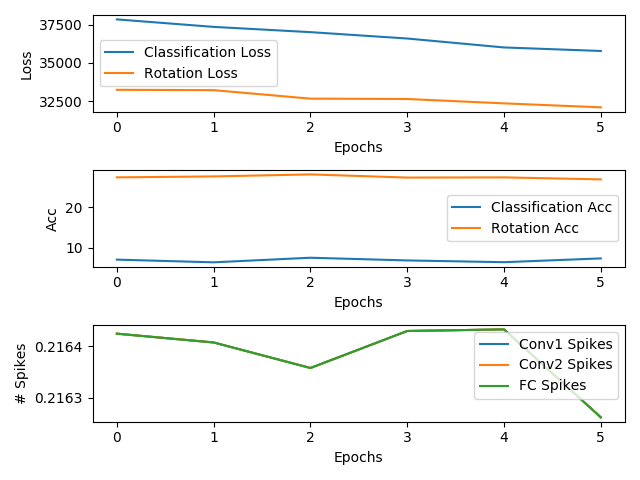 37500
35000
32500
Loss
Classification Loss
Rotation Loss
0 1 2 3 4 5
Epochs
20
10
Acc
Classification Acc
Rotation Acc
0 1 2 3 4 5
Epochs
0.2164
0.2163
# Spikes
Conv1 Spikes
Conv2 Spikes
FC Spikes
0 1 2 3 4 5
Epochs